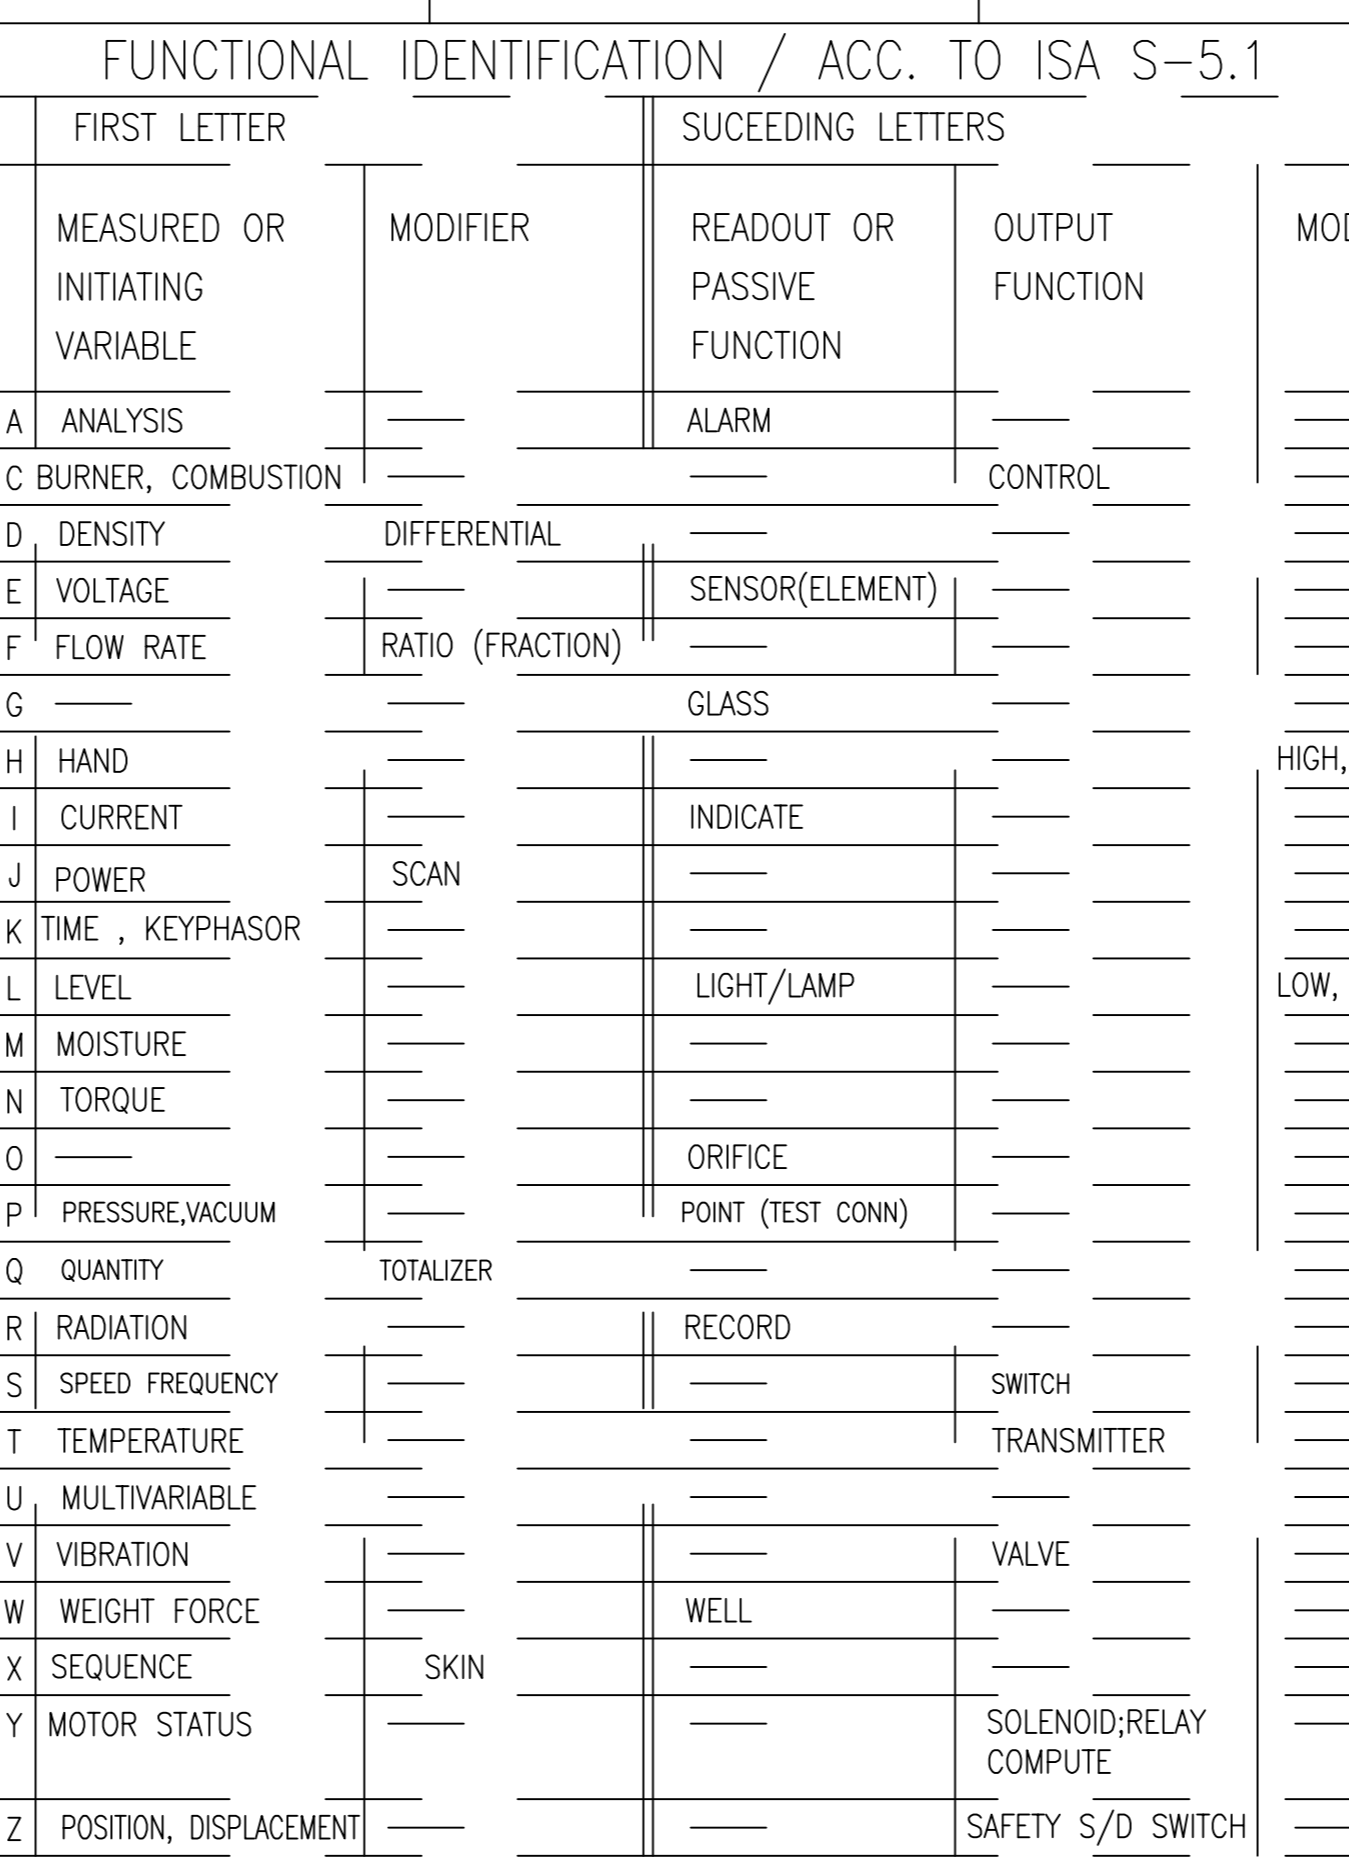 FUNCTIONAL IDENTIFICATION / ACC. TO ISA S-5.1
FIRST LETTER SUCEEDING LETTERS
MEASURED OR MODIFIER READOUT OR OUTPUT
INITIATING PASSIVE FUNCTION
VARIABLE FUNCTION
A ANALYSIS —— ALARM —— ——
C BURNER, COMBUSTION —— —— CONTROL ——
D DENSITY DIFFERENTIAL —— —— ——
E VOLTAGE —— SENSOR(ELEMENT) —— ——
F FLOW RATE RATIO (FRACTION) —— —— ——
G —— —— GLASS —— ——
H HAND —— —— —— HIGH,
I CURRENT —— INDICATE —— ——
J POWER SCAN —— —— ——
K TIME , KEYPHASOR —— —— —— ——
L LEVEL —— LIGHT/LAMP —— LOW,
M MOISTURE —— —— —— ——
N TORQUE —— —— —— ——
O —— —— ORIFICE —— ——
P PRESSURE,VACUUM —— POINT (TEST CONN) —— ——
Q QUANTITY TOTALIZER —— —— ——
R RADIATION —— RECORD —— ——
S SPEED FREQUENCY —— —— SWITCH ——
T TEMPERATURE —— —— TRANSMITTER ——
U MULTIVARIABLE —— —— —— ——
V VIBRATION —— —— VALVE ——
W WEIGHT FORCE —— WELL —— ——
X SEQUENCE SKIN —— —— ——
Y MOTOR STATUS —— —— SOLENOID;RELAY ——
COMPUTE
Z POSITION, DISPLACEMENT —— —— SAFETY S/D SWITCH ——